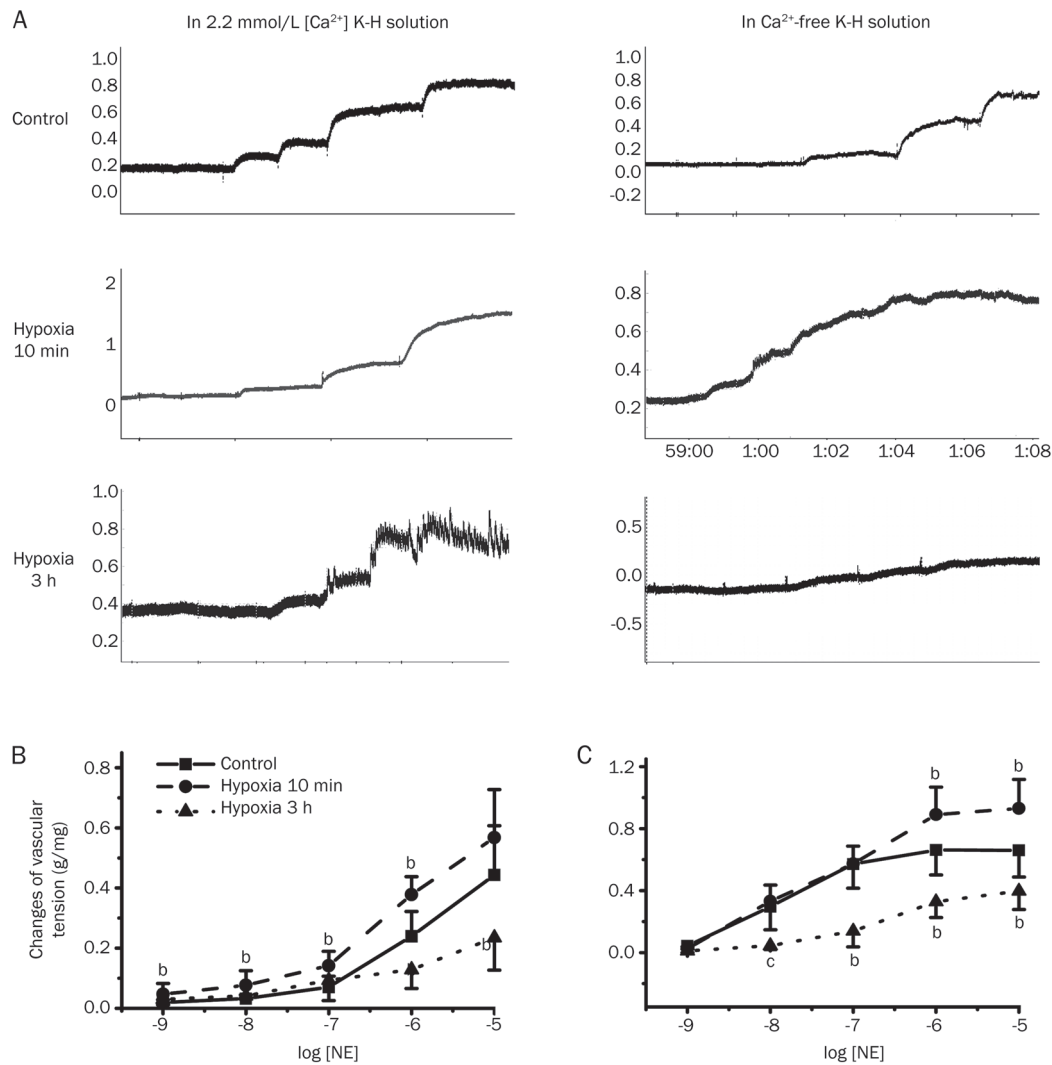 A
In 2.2 mmol/L [Ca²⁺] K-H solution
In Ca²⁺-free K-H solution
Control
1.0
0.8
0.6
0.4
0.2
0.0
1.0
0.8
0.6
0.4
0.2
0.0
-0.2
Hypoxia
10 min
2
1
0
0.8
0.6
0.4
0.2
59:00 1:00 1:02 1:04 1:06 1:08
Hypoxia
3 h
1.0
0.8
0.6
0.4
0.2
0.5
0.0
-0.5
B
Changes of vascular
tension (g/mg)
Control
Hypoxia 10 min
Hypoxia 3 h
0.8
0.6
0.4
0.2
0.0
b b b b b
-9 -8 -7 -6 -5
log [NE]
C
1.2
0.8
0.4
0.0
b b
c b b b
-9 -8 -7 -6 -5
log [NE]